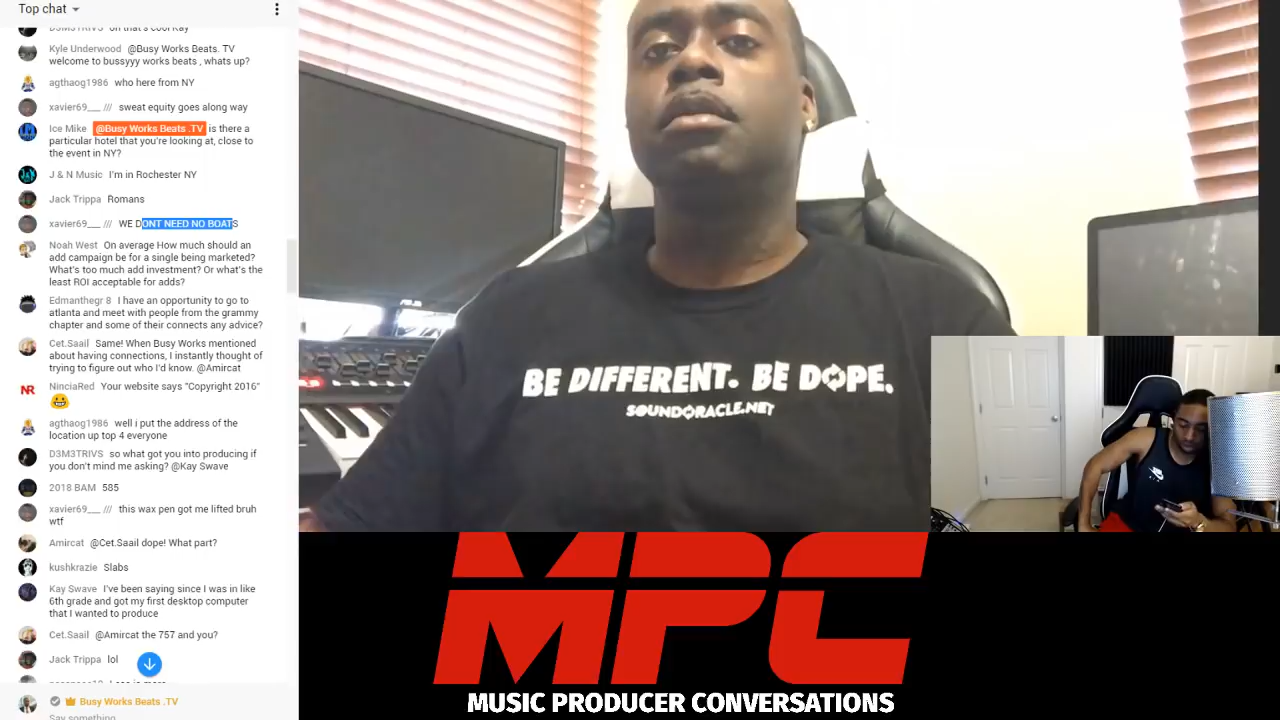 Top chat
D3M3TRIVS oh that's cool Kay
Kyle Underwood @Busy Works Beats. TV
welcome to bussyyy works beats , whats up?
agthaog1986 who here from NY
xavier69___ /// sweat equity goes along way
Ice Mike @Busy Works Beats .TV is there a
particular hotel that you're looking at, close to
the event in NY?
J & N Music I'm in Rochester NY
Jack Trippa Romans
xavier69___ /// WE DONT NEED NO BOATS
Noah West On average How much should an
add campaign be for a single being marketed?
What's too much add investment? Or what's the
least ROI acceptable for adds?
Edmanthegr 8 I have an opportunity to go to
atlanta and meet with people from the grammy
chapter and some of their connects any advice?
Cet.Saail Same! When Busy Works mentioned
about having connections, I instantly thought of
trying to figure out who I'd know. @Amircat
NinciaRed Your website says "Copyright 2016"
NR
agthaog1986 well i put the address of the
location up top 4 everyone
D3M3TRIVS so what got you into producing if
you don't mind me asking? @Kay Swave
2018 BAM 585
xavier69___ /// this wax pen got me lifted bruh
wtf
Amircat @Cet.Saail dope! What part?
kushkrazie Slabs
Kay Swave I've been saying since I was in like
6th grade and got my first desktop computer
that I wanted to produce
Cet.Saail @Amircat the 757 and you?
Jack Trippa lol
Busy Works Beats .TV
Say something
BE DIFFERENT. BE DOPE.
SOUNDORACLE.NET
MPC
MUSIC PRODUCER CONVERSATIONS